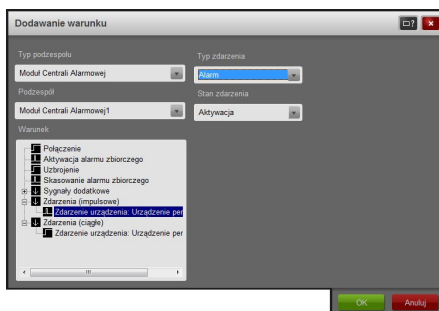 Dodawanie warunku
Typ podzespołu
Typ zdarzenia
Moduł Centrali Alarmowej
Alarm
Podzespół
Stan zdarzenia
Moduł Centrali Alarmowej1
Aktywacja
Warunek
Połączenie
Aktywacja alarmu zbiorczego
Uzbrojenie
Skasowanie alarmu zbiorczego
Sygnały dodatkowe
Zdarzenia (impulsowe)
Zdarzenie urządzenia: Urządzenie per
Zdarzenia (ciągłe)
Zdarzenie urządzenia: Urządzenie per
OK
Anuluj